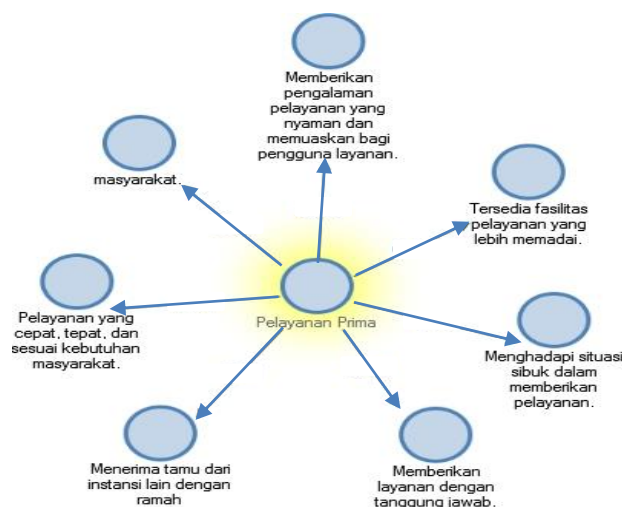 Memberikan
pengalaman
pelayanan yang
nyaman dan
memuaskan bagi
pengguna layanan.
masyarakat.
Tersedia fasilitas
pelayanan yang
lebih memadai.
Pelayanan Prima
Pelayanan yang
cepat, tepat, dan
sesuai kebutuhan
masyarakat.
Menghadapi situasi
sibuk dalam
memberikan
pelayanan.
Menerima tamu dari
instansi lain dengan
ramah
Memberikan
layanan dengan
tanggung jawab.